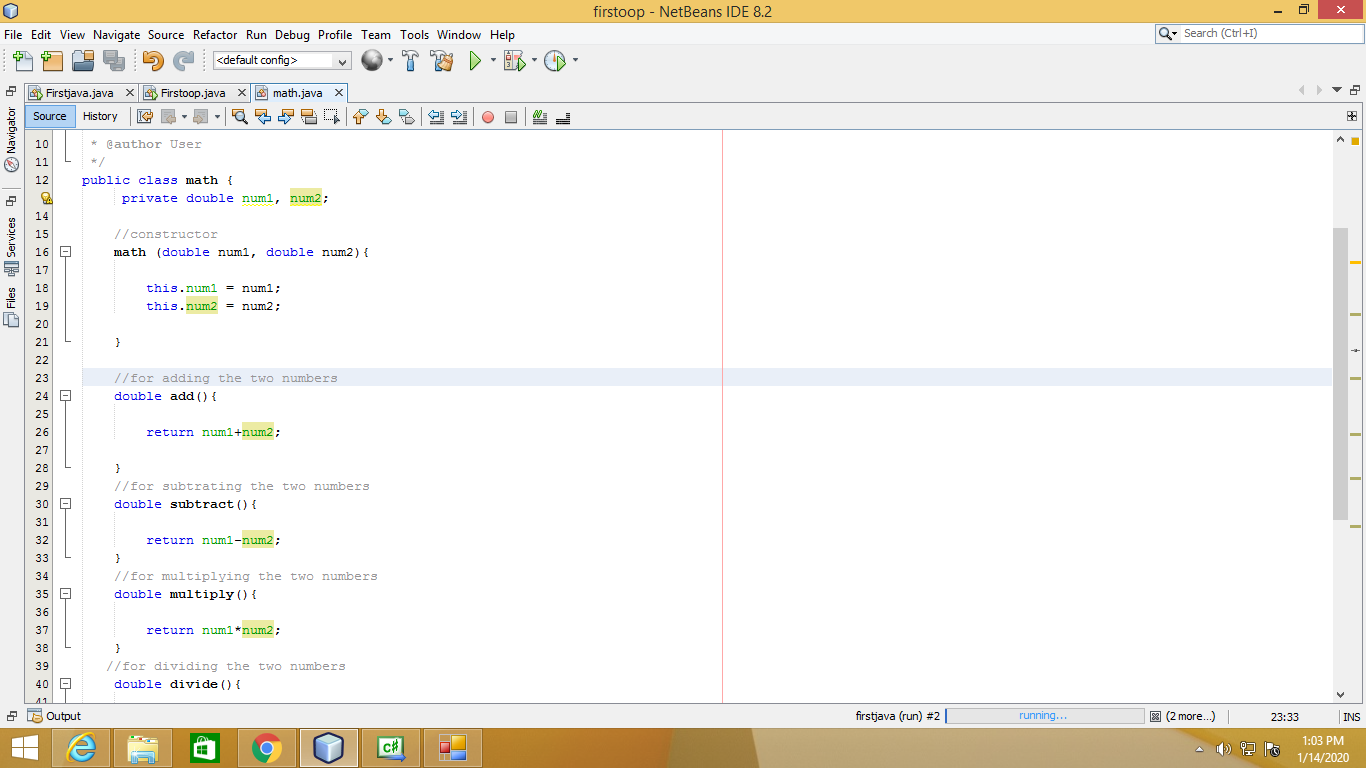 firstoop - NetBeans IDE 8.2
File Edit View Navigate Source Refactor Run Debug Profile Team Tools Window Help
Search (Ctrl+I)
<default config>
Firstjava.java Firstoop.java math.java
Source History
Navigator
Services
Files
10 * @author User
11 */
12 public class math {
private double num1, num2;
14
15 //constructor
16 math (double num1, double num2){
17
18 this.num1 = num1;
19 this.num2 = num2;
20
21 }
22
23 //for adding the two numbers
24 double add(){
25
26 return num1+num2;
27
28 }
29 //for subtrating the two numbers
30 double subtract(){
31
32 return num1-num2;
33 }
34 //for multiplying the two numbers
35 double multiply(){
36
37 return num1*num2;
38 }
39 //for dividing the two numbers
40 double divide(){
41
Output
firstjava (run) #2 running... (2 more...) 23:33 INS
C#
1:03 PM
1/14/2020